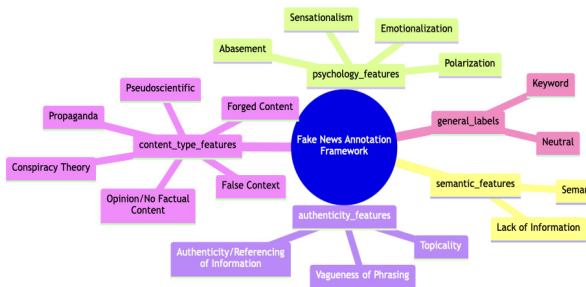 Sensationalism
Emotionalization
Abasement
Polarization
psychology_features
Keyword
Pseudoscientific
Forged Content
general_labels
Propaganda
Fake News Annotation
Framework
content_type_features
Neutral
Conspiracy Theory
False Context
semantic_features
Opinion/No Factual
Content
authenticity_features
Lack of Information
Authenticity/Referencing
of Information
Topicality
Vagueness of Phrasing